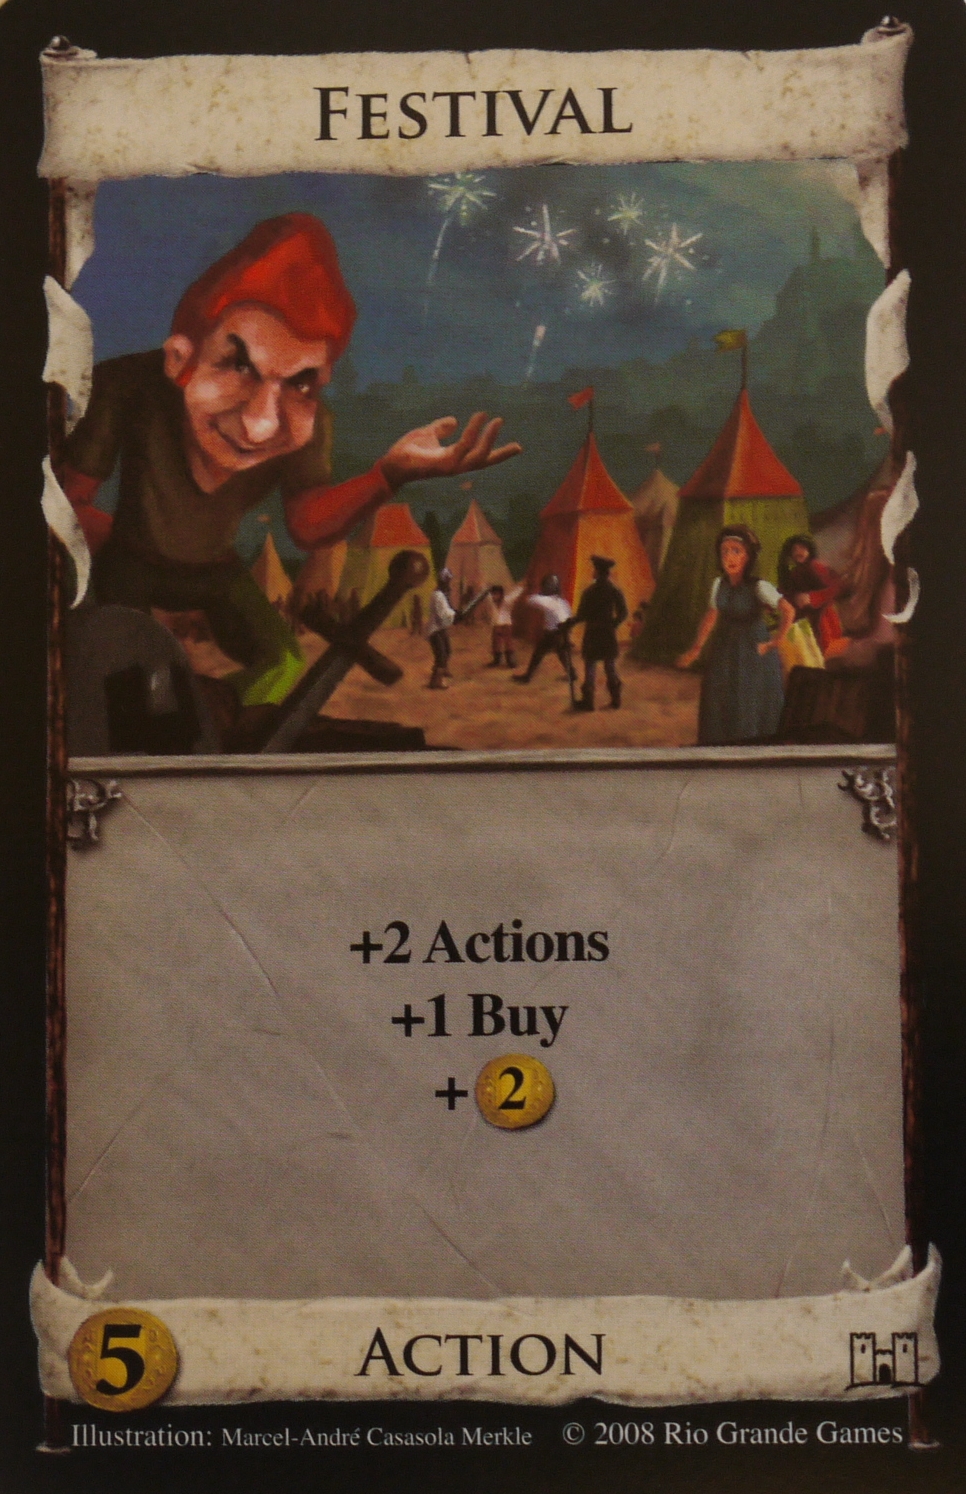 FESTIVAL
+2 Actions
+1 Buy
+ 2
5
ACTION
Illustration: Marcel-André Casasola Merkle © 2008 Rio Grande Games